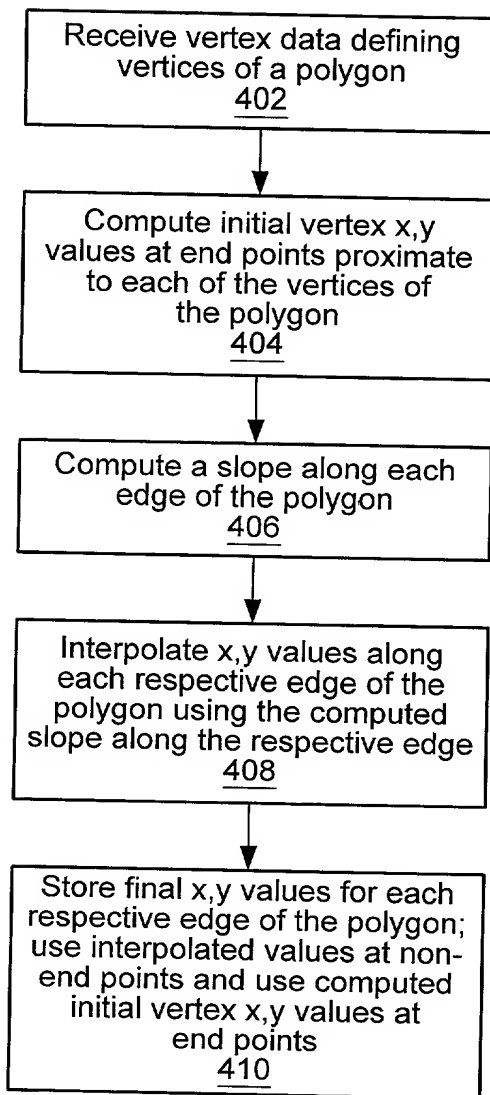 Receive vertex data defining
vertices of a polygon
402
Compute initial vertex x,y
values at end points proximate
to each of the vertices of
the polygon
404
Compute a slope along each
edge of the polygon
406
Interpolate x,y values along
each respective edge of the
polygon using the computed
slope along the respective edge
408
Store final x,y values for each
respective edge of the polygon;
use interpolated values at non-
end points and use computed
initial vertex x,y values at
end points
410